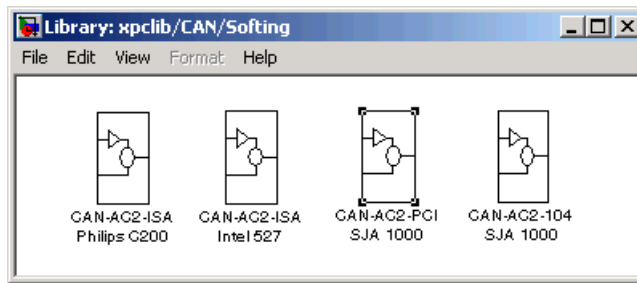 Library: xpclib/CAN/Softing
File Edit View Format Help
CAN-AC2-ISA CAN-AC2-ISA CAN-AC2-PCI CAN-AC2-104
Philips C200 Intel 527 SJA 1000 SJA 1000